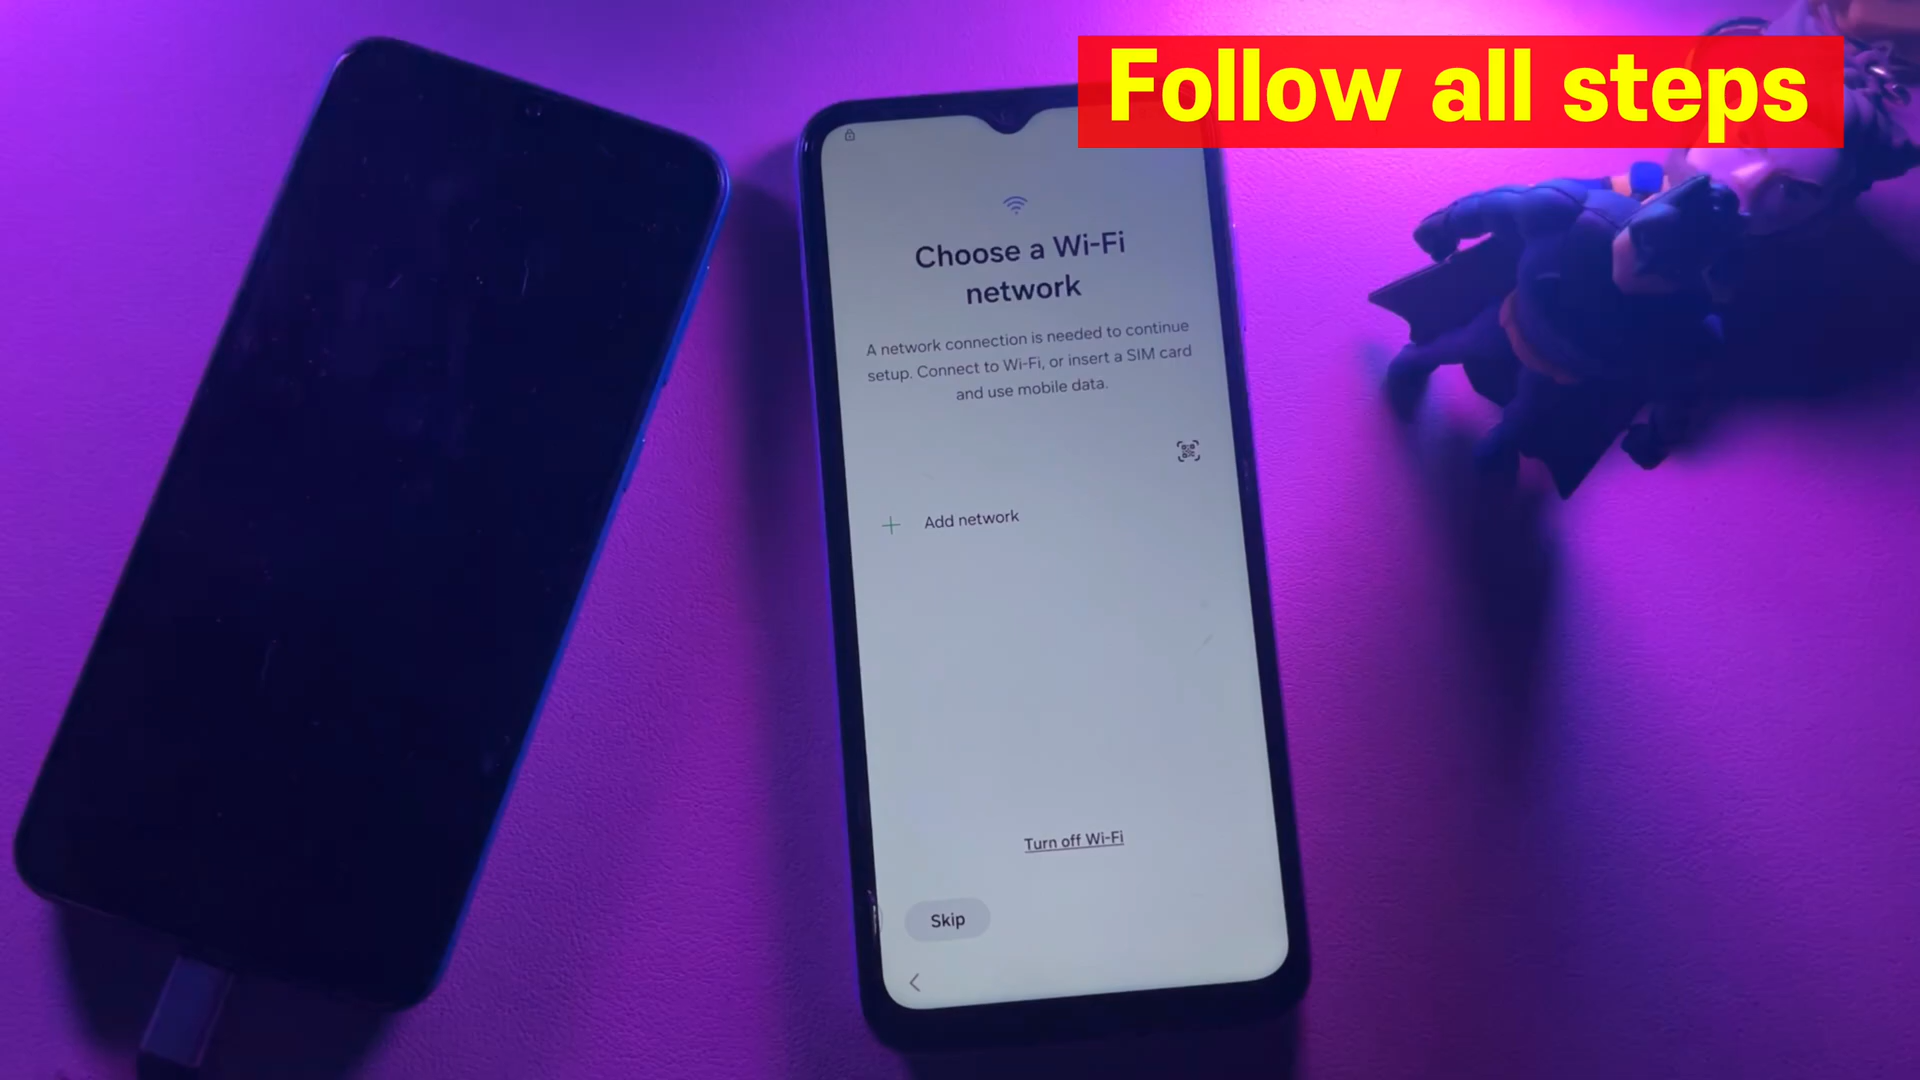 Follow all steps
Choose a Wi-Fi
network
A network connection is needed to continue
setup. Connect to Wi-Fi, or insert a SIM card
and use mobile data.
Add network
Turn off Wi-Fi
Skip